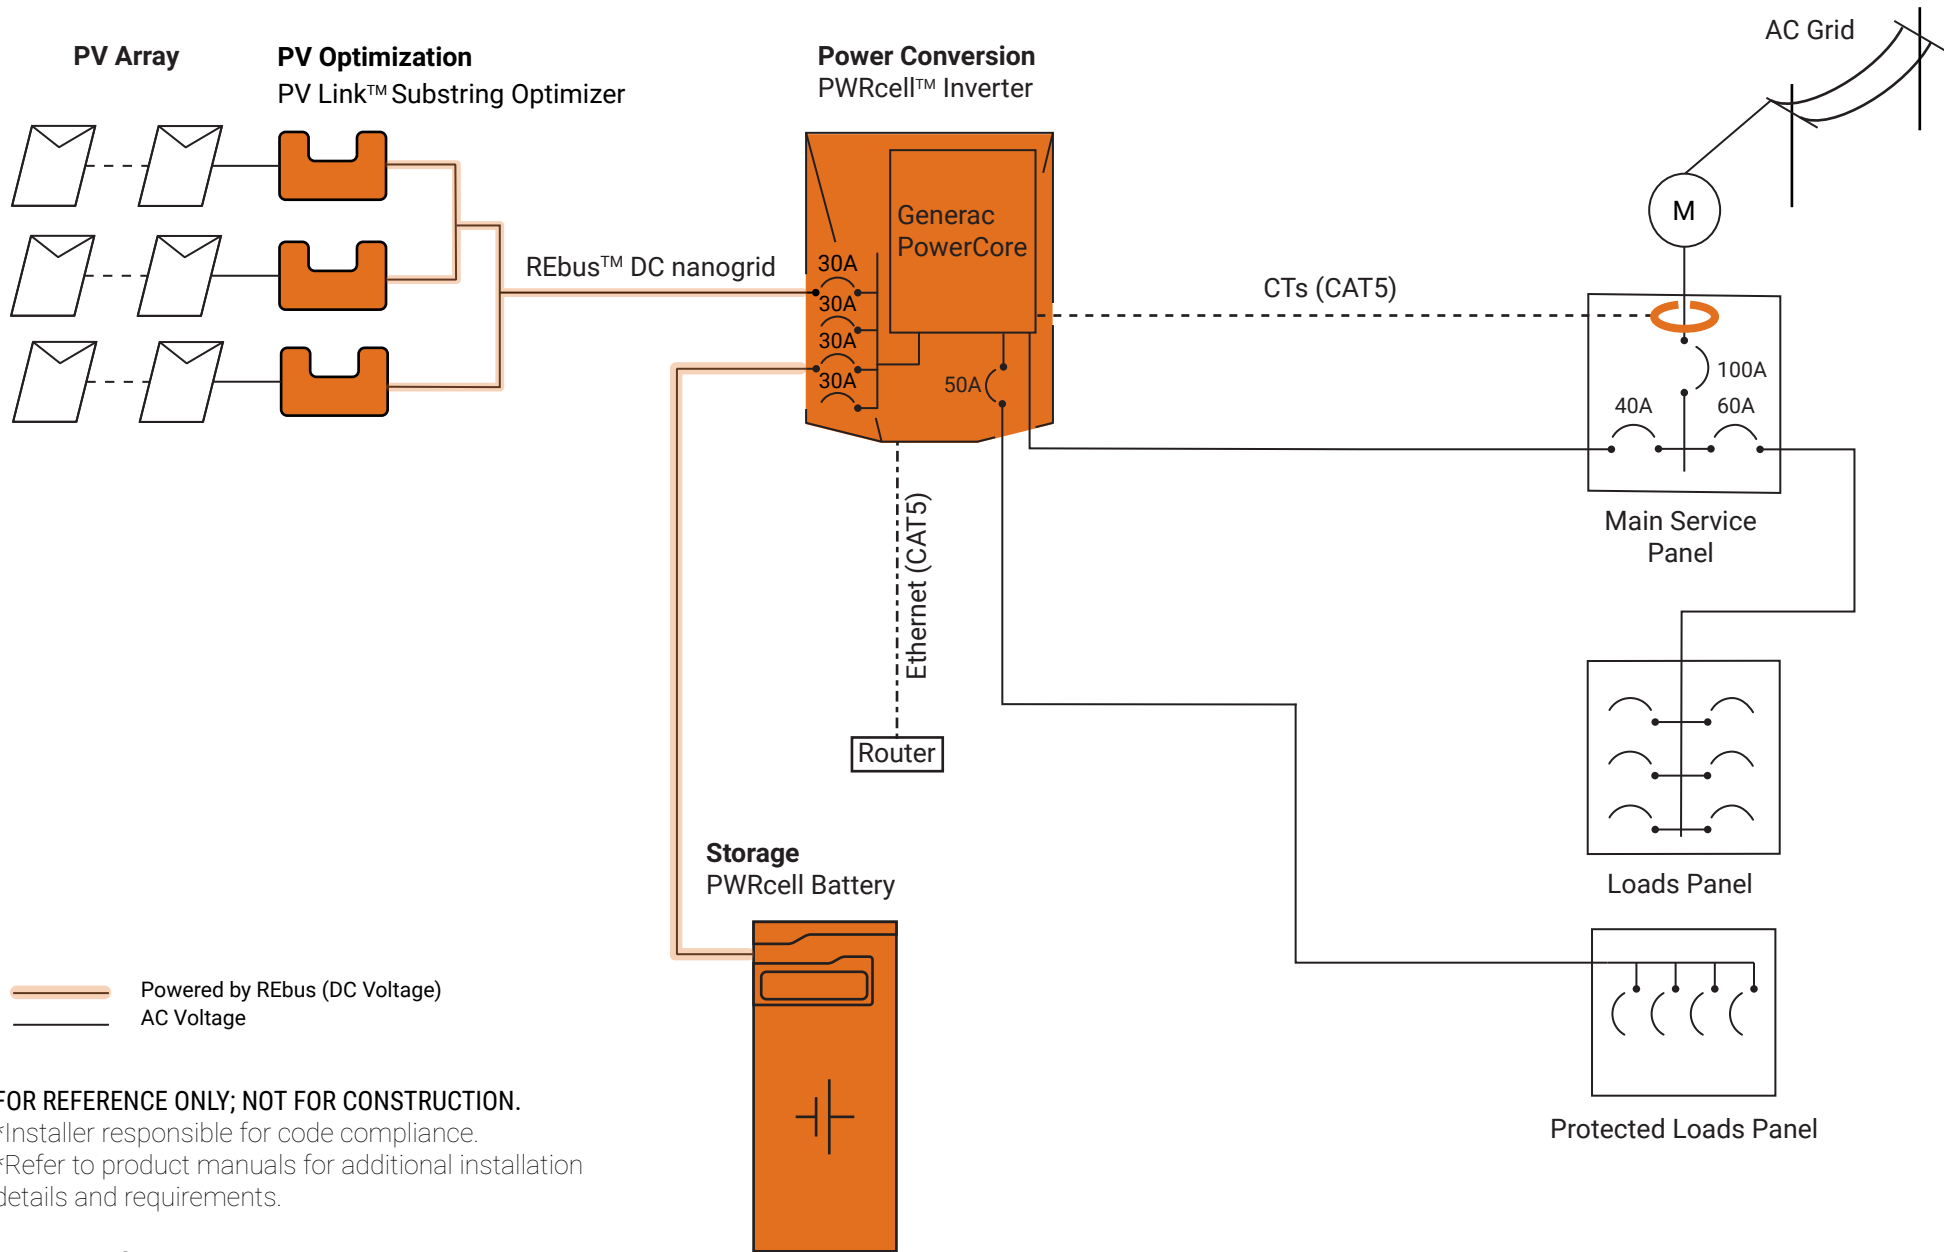 PV Array
PV Optimization
PV Link™ Substring Optimizer
Power Conversion
PWRcell™ Inverter
AC Grid
M
Generac
PowerCore
30A
30A
30A
30A
50A
REbus™ DC nanogrid
CTs (CAT5)
100A
40A
60A
Main Service
Panel
Ethernet (CAT5)
Router
Loads Panel
Storage
PWRcell Battery
Protected Loads Panel
Powered by REbus (DC Voltage)
AC Voltage
FOR REFERENCE ONLY; NOT FOR CONSTRUCTION.
*Installer responsible for code compliance.
*Refer to product manuals for additional installation
details and requirements.